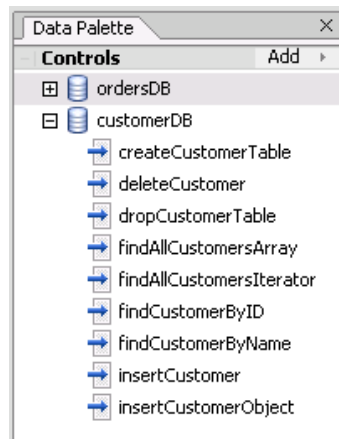 Data Palette
Controls Add
ordersDB
customerDB
createCustomerTable
deleteCustomer
dropCustomerTable
findAllCustomersArray
findAllCustomersIterator
findCustomerByID
findCustomerByName
insertCustomer
insertCustomerObject